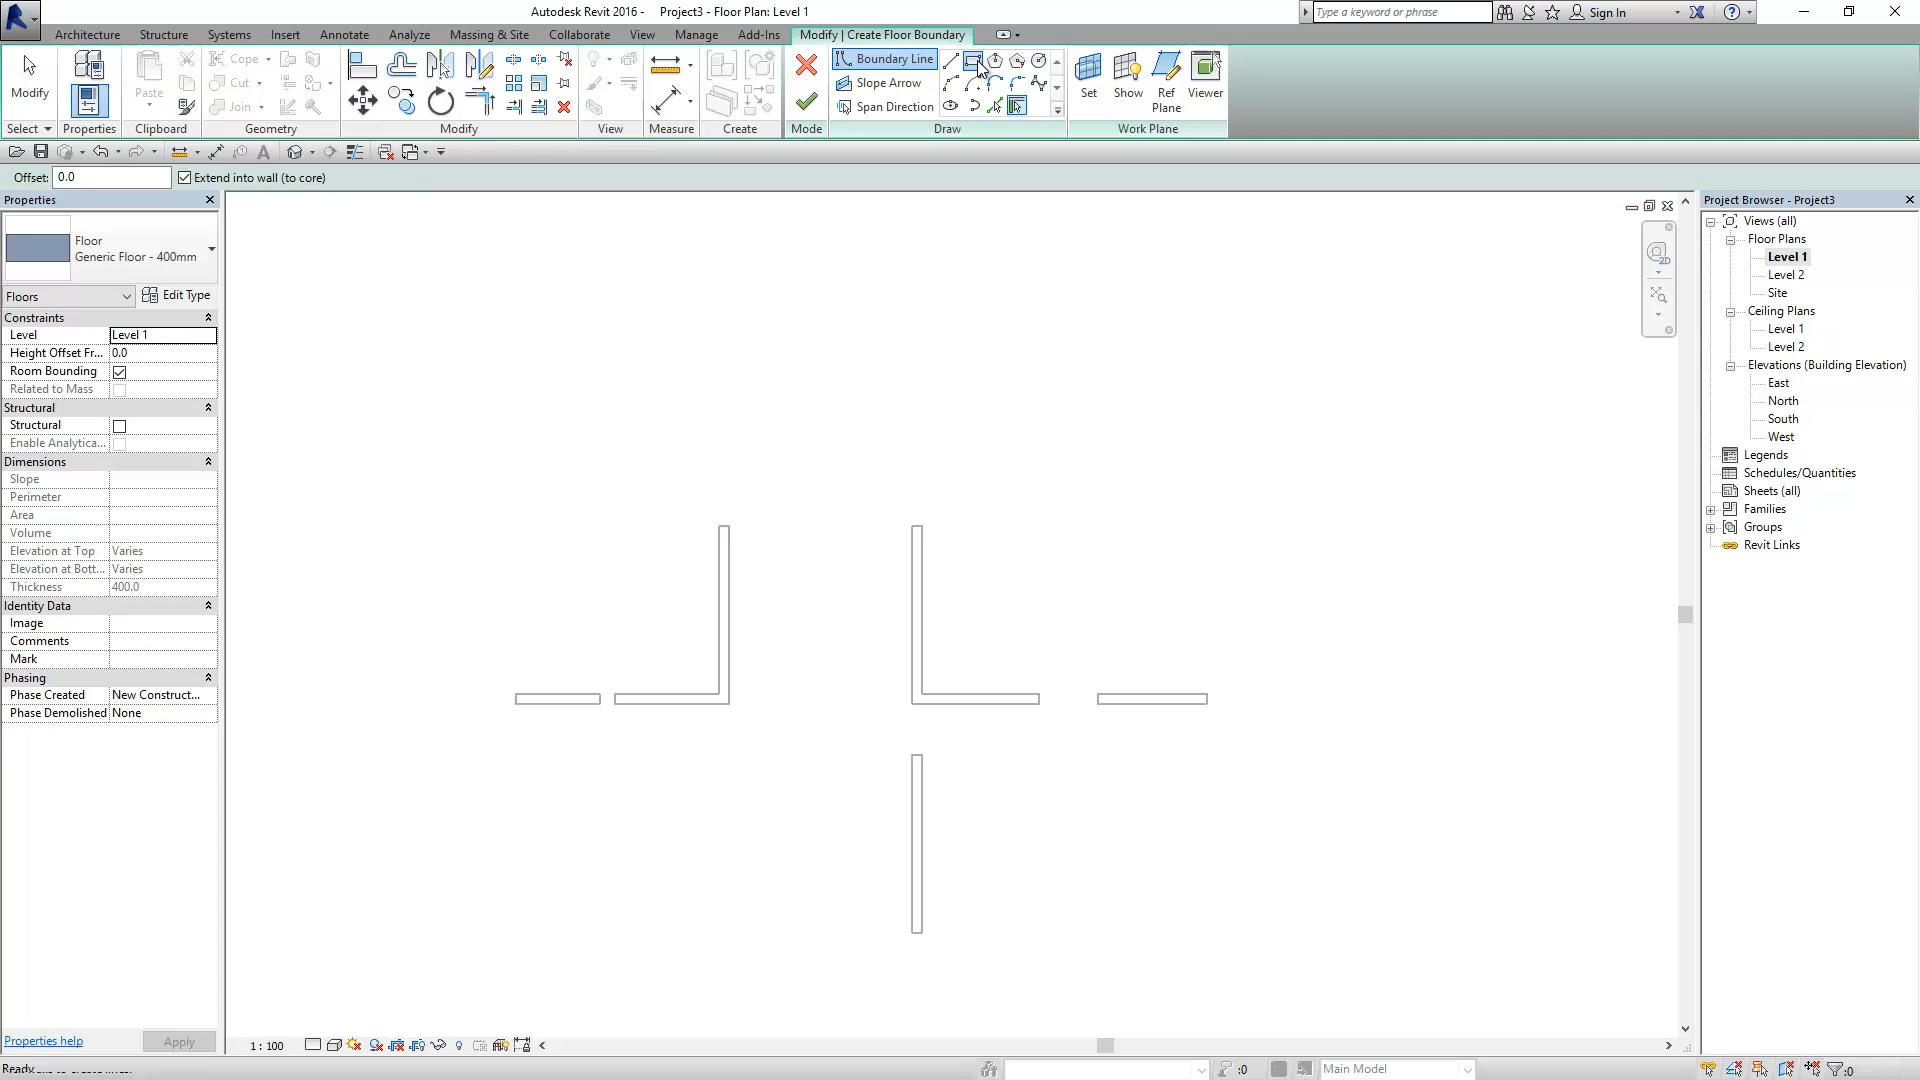 Autodesk Revit 2016 -     Project3 - Floor Plan: Level 1
Type a keyword or phrase
Sign In
Architecture
Structure
Systems
Insert
Annotate
Analyze
Massing & Site
Collaborate
View
Manage
Add-Ins
Modify | Create Floor Boundary
Modify
Paste
Cope
Cut
Join
Boundary Line
Slope Arrow
Span Direction
Set
Show
Ref
Plane
Viewer
Select
Properties
Clipboard
Geometry
Modify
View
Measure
Create
Mode
Draw
Work Plane
Offset: 0.0
Extend into wall (to core)
Properties
Floor
Generic Floor - 400mm
Floors
Edit Type
Constraints
Level Level 1
Height Offset Fr... 0.0
Room Bounding
Related to Mass
Structural
Structural
Enable Analytica...
Dimensions
Slope
Perimeter
Area
Volume
Elevation at Top Varies
Elevation at Bott... Varies
Thickness 400.0
Identity Data
Image
Comments
Mark
Phasing
Phase Created New Construct...
Phase Demolished None
Properties help
Apply
2D
Project Browser - Project3
Views (all)
Floor Plans
Level 1
Level 2
Site
Ceiling Plans
Level 1
Level 2
Elevations (Building Elevation)
East
North
South
West
Legends
Schedules/Quantities
Sheets (all)
Families
Groups
Revit Links
1 : 100
Ready
:0
Main Model
:0